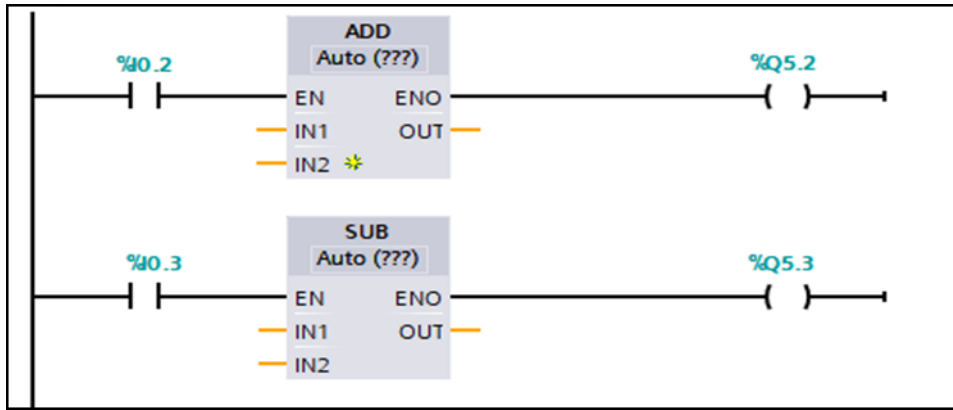 ADD
Auto (???)
%I0.2
%Q5.2
EN ENO
IN1 OUT
IN2
SUB
Auto (???)
%I0.3
%Q5.3
EN ENO
IN1 OUT
IN2